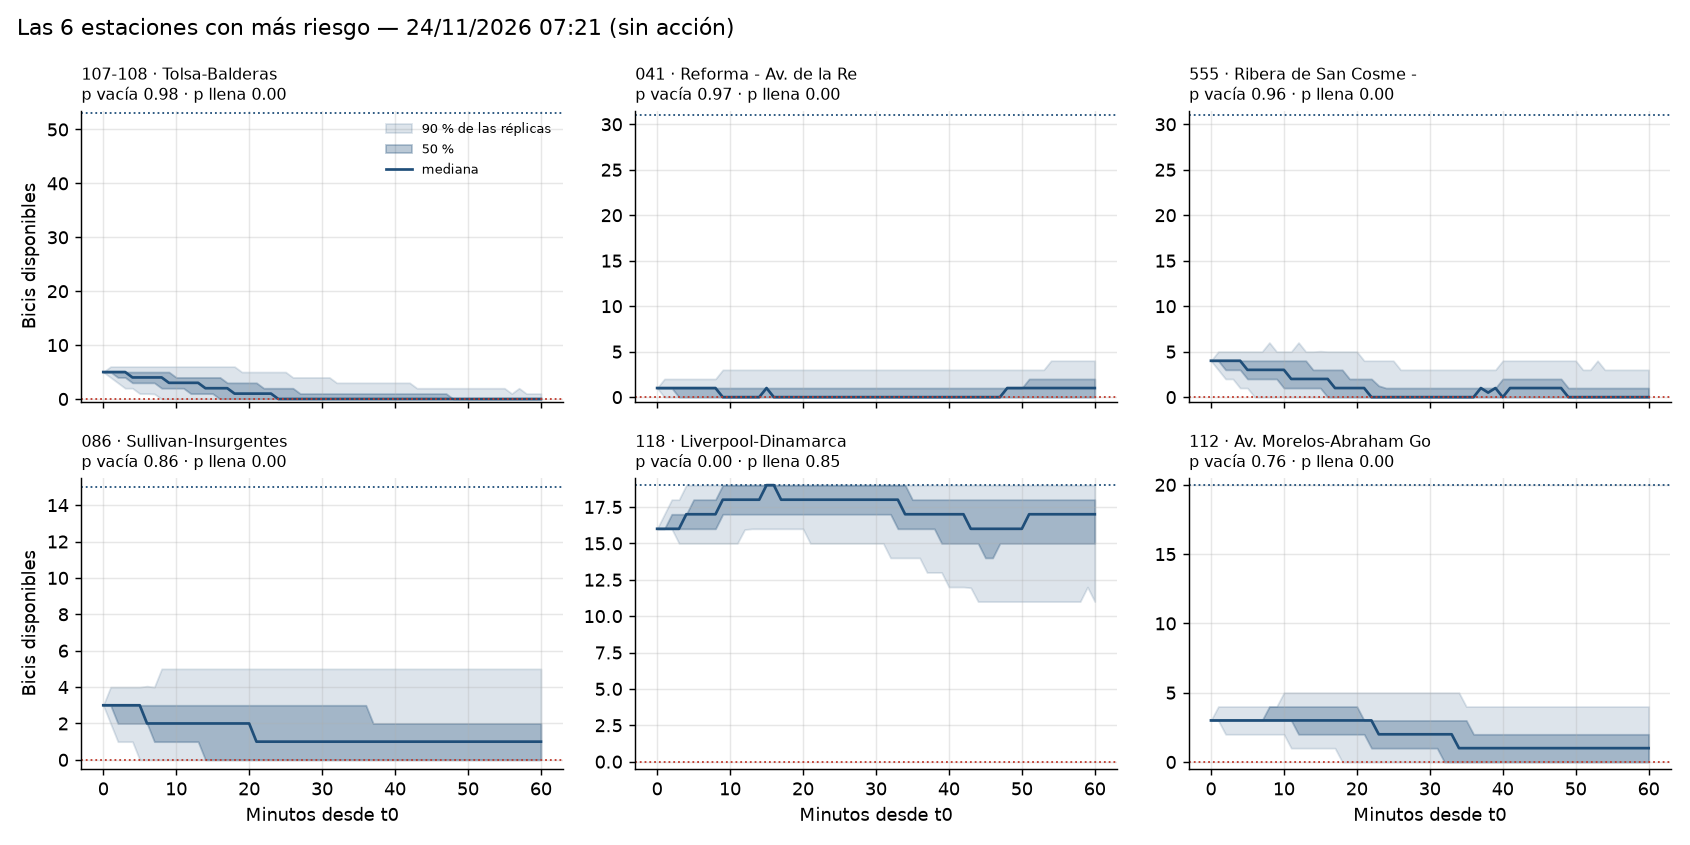 Las 6 estaciones con más riesgo — 24/11/2026 07:21 (sin acción)
107-108 · Tolsa-Balderas
p vacía 0.98 · p llena 0.00
50
40
30
20
10
0
Bicis disponibles
90 % de las réplicas
50 %
mediana
041 · Reforma - Av. de la Re
p vacía 0.97 · p llena 0.00
30
25
20
15
10
5
0
555 · Ribera de San Cosme -
p vacía 0.96 · p llena 0.00
30
25
20
15
10
5
0
086 · Sullivan-Insurgentes
p vacía 0.86 · p llena 0.00
14
12
10
8
6
4
2
0
Bicis disponibles
0 10 20 30 40 50 60
Minutos desde t0
118 · Liverpool-Dinamarca
p vacía 0.00 · p llena 0.85
17.5
15.0
12.5
10.0
7.5
5.0
2.5
0.0
0 10 20 30 40 50 60
Minutos desde t0
112 · Av. Morelos-Abraham Go
p vacía 0.76 · p llena 0.00
20
15
10
5
0
0 10 20 30 40 50 60
Minutos desde t0